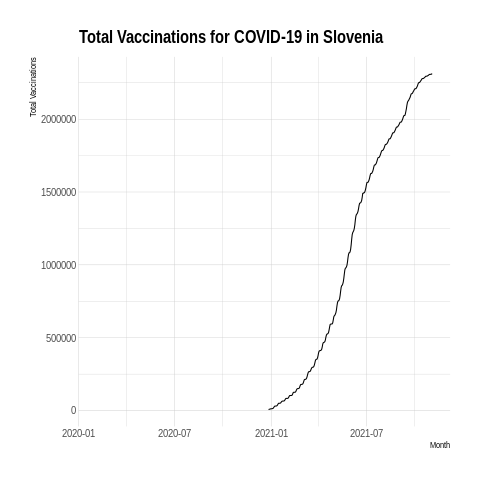 Total Vaccinations for COVID-19 in Slovenia
Total Vaccinations
2000000
1500000
1000000
500000
0
2020-01 2020-07 2021-01 2021-07
Month